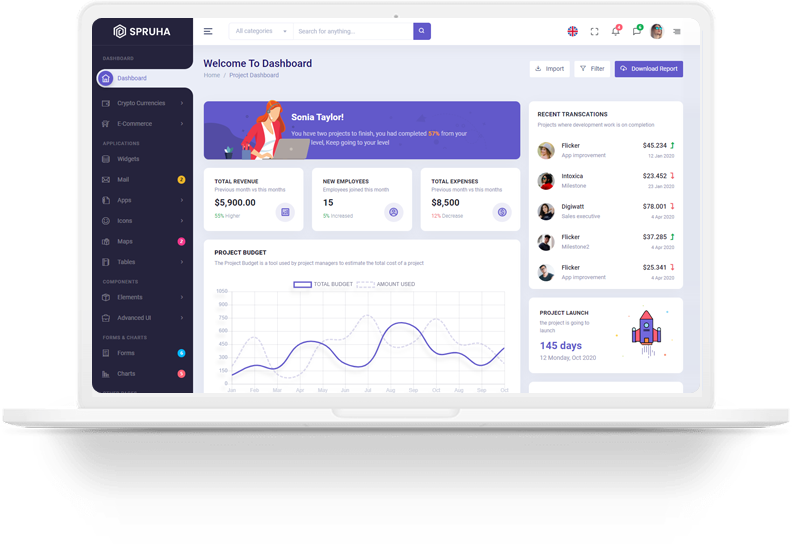 SPRUHA
All categories
Search for anything..
4
6
DASHBOARD
Dashboard
Crypto Currencies
E-Commerce
APPLICATIONS
Widgets
Mail
2
Apps
Icons
Maps
2
Tables
COMPONENTS
Elements
Advanced UI
FORMS & CHARTS
Forms
6
Charts
5
Welcome To Dashboard
Home / Project Dashboard
Import
Filter
Download Report
Sonia Taylor!
You have two projects to finish, you had completed 57% from your
level, Keep going to your level
TOTAL REVENUE
Previous month vs this months
$5,900.00
55% Higher
NEW EMPLOYEES
Employees joined this month
15
5% Increased
TOTAL EXPENSES
Previous month vs this months
$8,500
12% Decrease
PROJECT BUDGET
The Project Budget is a tool used by project managers to estimate the total cost of a project
TOTAL BUDGET AMOUNT USED
1050
900
750
600
450
300
150
0
Jan Feb Mar Apr May Jun Jul Aug Sep Oct Aug Sep Oct
RECENT TRANSCATIONS
Projects where development work is on completion
Flicker $45.234
App improvement 12 Jan 2020
Intoxica $23.452
Milestone 23 Jan 2020
Digiwatt $78.001
Sales executive 4 Apr 2020
Flicker $37.285
Milestone2 4 Apr 2020
Flicker $25.341
App improvement 4 Apr 2020
PROJECT LAUNCH
the project is going to
launch
145 days
12 Monday, Oct 2020